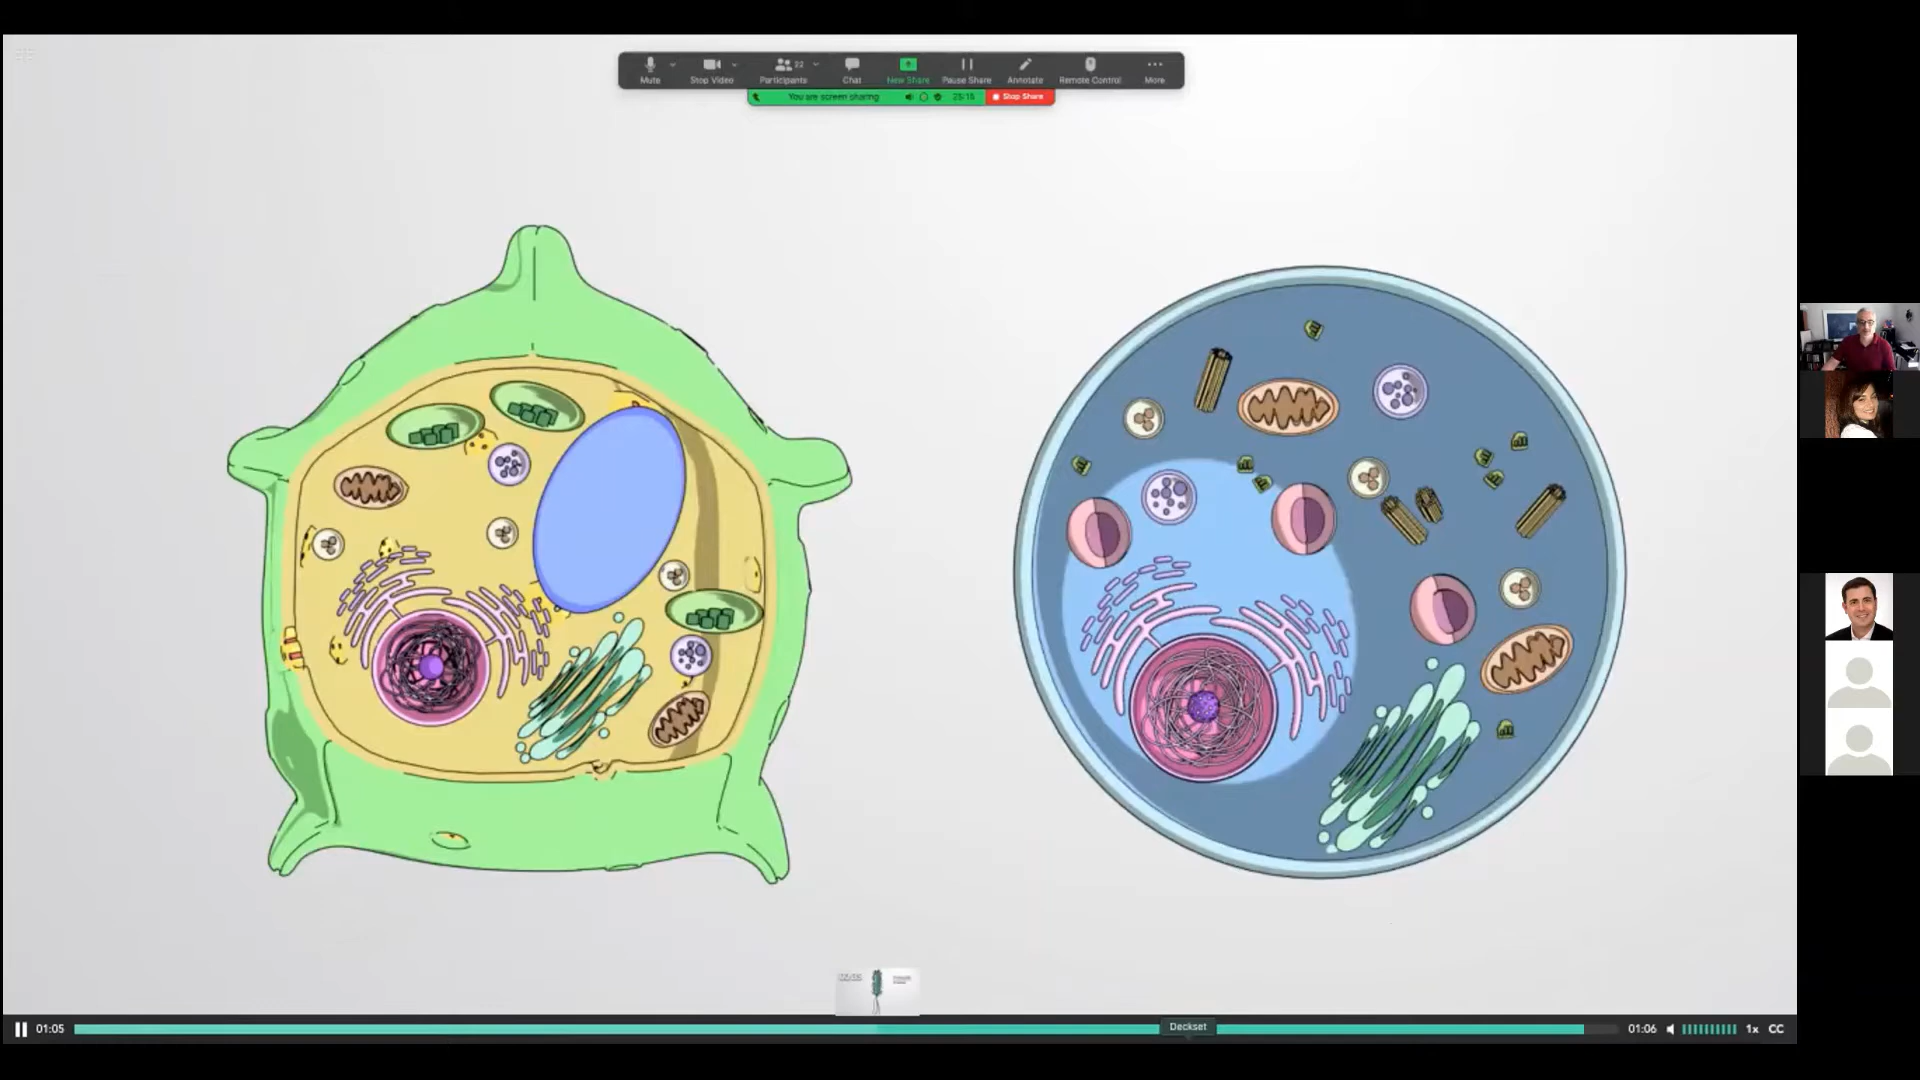 22
Mute Stop Video Participants Chat New Share Pause Share Annotate Remote Control More
You are screen sharing Stop Share
Deckset
01:05 01:06 1x CC